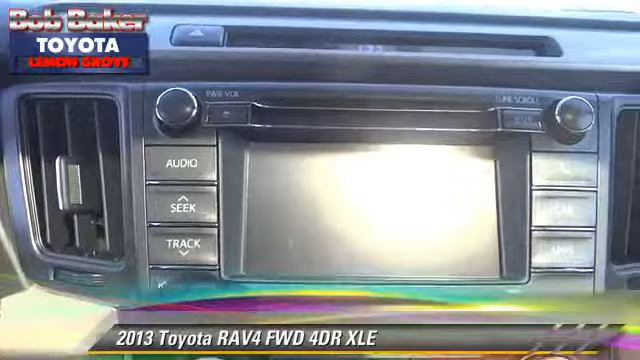 Bob Baker
TOYOTA
LEMON GROVE
PWR VOL
TUNE SCROLL
AUDIO
SEEK
TRACK
2013 Toyota RAV4 FWD 4DR XLE